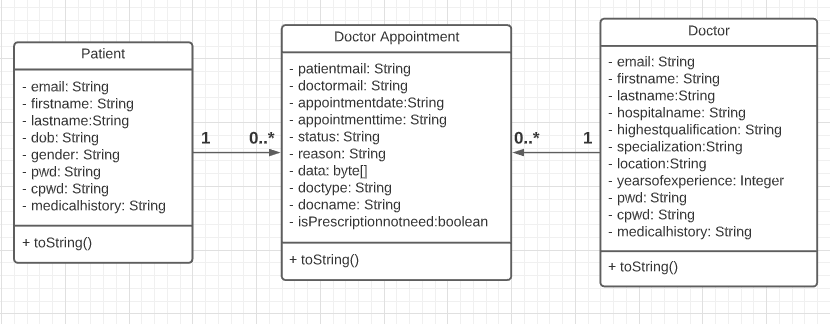 Patient
- email: String
- firstname: String
- lastname:String
- dob: String
- gender: String
- pwd: String
- cpwd: String
- medicalhistory: String
+ toString()
1
0..*
Doctor Appointment
- patientmail: String
- doctormail: String
- appointmentdate:String
- appointmenttime: String
- status: String
- reason: String
- data: byte[]
- doctype: String
- docname: String
- isPrescriptionnotneed:boolean
+ toString()
0..*
1
Doctor
- email: String
- firstname: String
- lastname:String
- hospitalname: String
- highestqualification: String
- specialization:String
- location:String
- yearsofexperience: Integer
- pwd: String
- cpwd: String
- medicalhistory: String
+ toString()